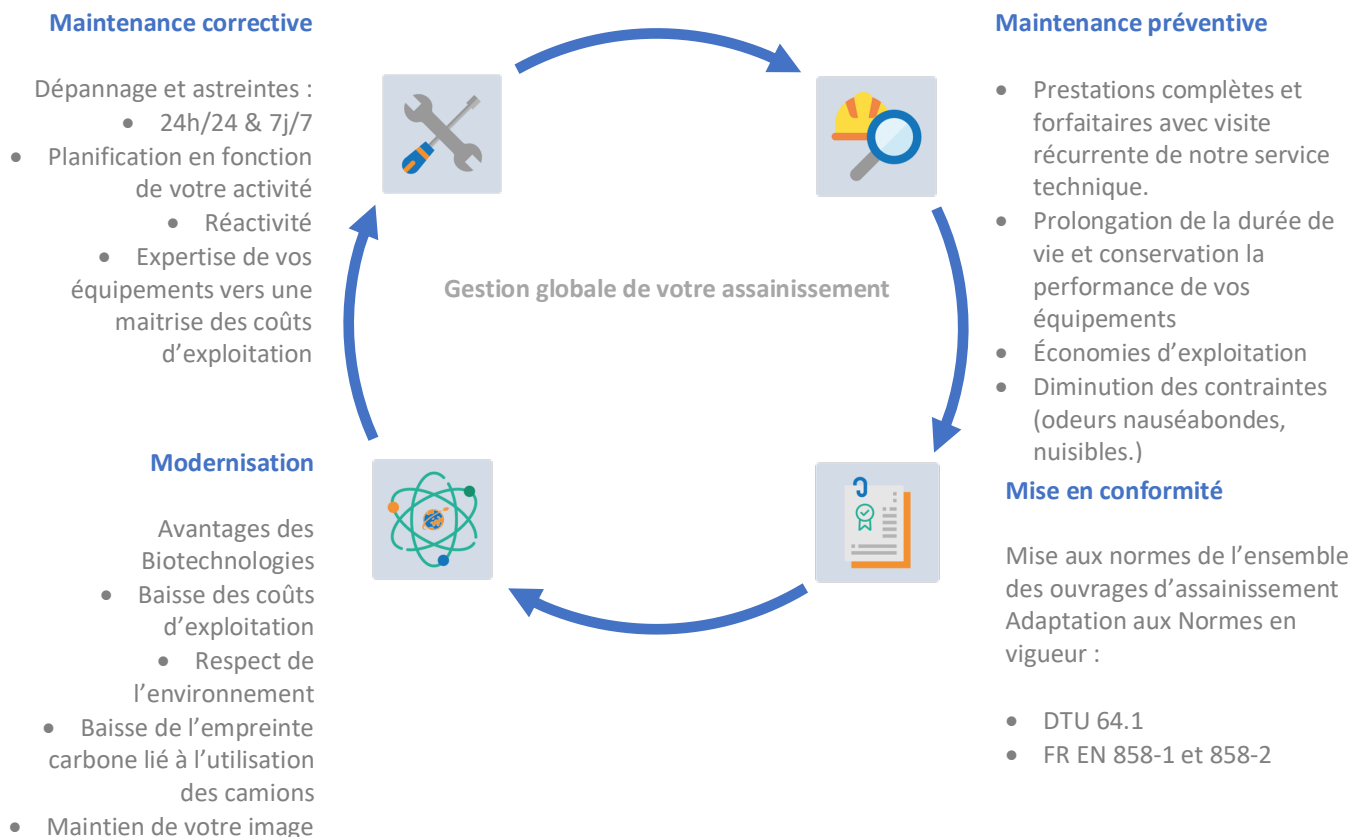 Maintenance corrective
Dépannage et astreintes :
• 24h/24 & 7j/7
• Planification en fonction
de votre activité
• Réactivité
• Expertise de vos
équipements vers une
maitrise des coûts
d’exploitation
Maintenance préventive
• Prestations complètes et
forfaitaires avec visite
récurrente de notre service
technique.
• Prolongation de la durée de
vie et conservation la
performance de vos
équipements
• Économies d’exploitation
• Diminution des contraintes
(odeurs nauséabondes,
nuisibles.)
Gestion globale de votre assainissement
Modernisation
Avantages des
Biotechnologies
• Baisse des coûts
d’exploitation
• Respect de
l’environnement
• Baisse de l’empreinte
carbone lié à l’utilisation
des camions
• Maintien de votre image
Mise en conformité
Mise aux normes de l’ensemble
des ouvrages d’assainissement
Adaptation aux Normes en
vigueur :
• DTU 64.1
• FR EN 858-1 et 858-2